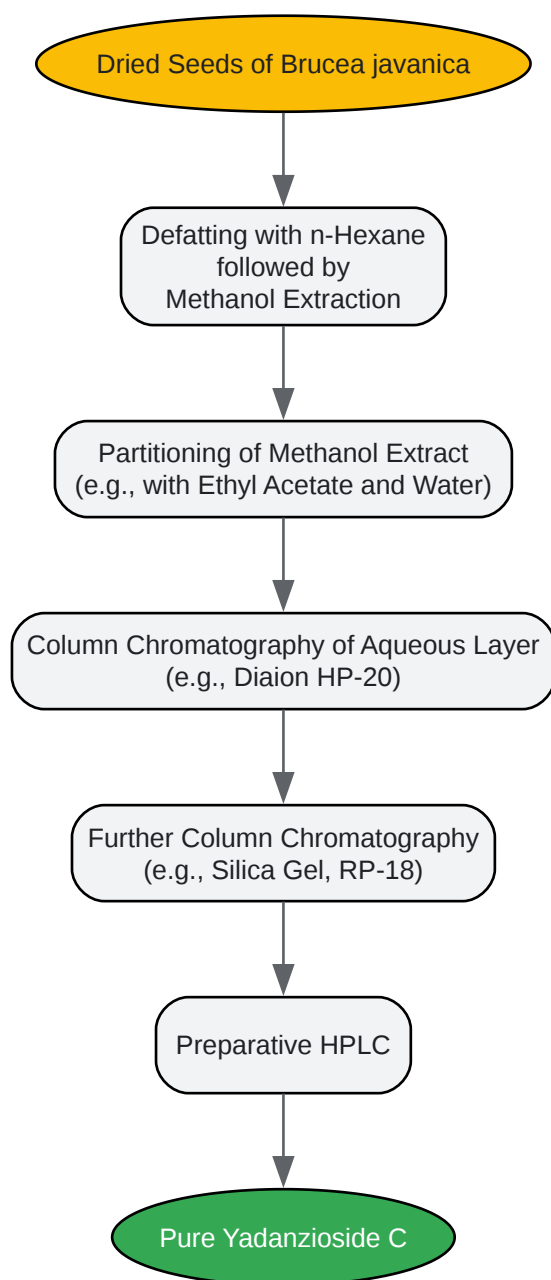 Dried Seeds of Brucea javanica
Defatting with n-Hexane
followed by
Methanol Extraction
Partitioning of Methanol Extract
(e.g., with Ethyl Acetate and Water)
Column Chromatography of Aqueous Layer
(e.g., Diaion HP-20)
Further Column Chromatography
(e.g., Silica Gel, RP-18)
Preparative HPLC
Pure Yadanzioside C